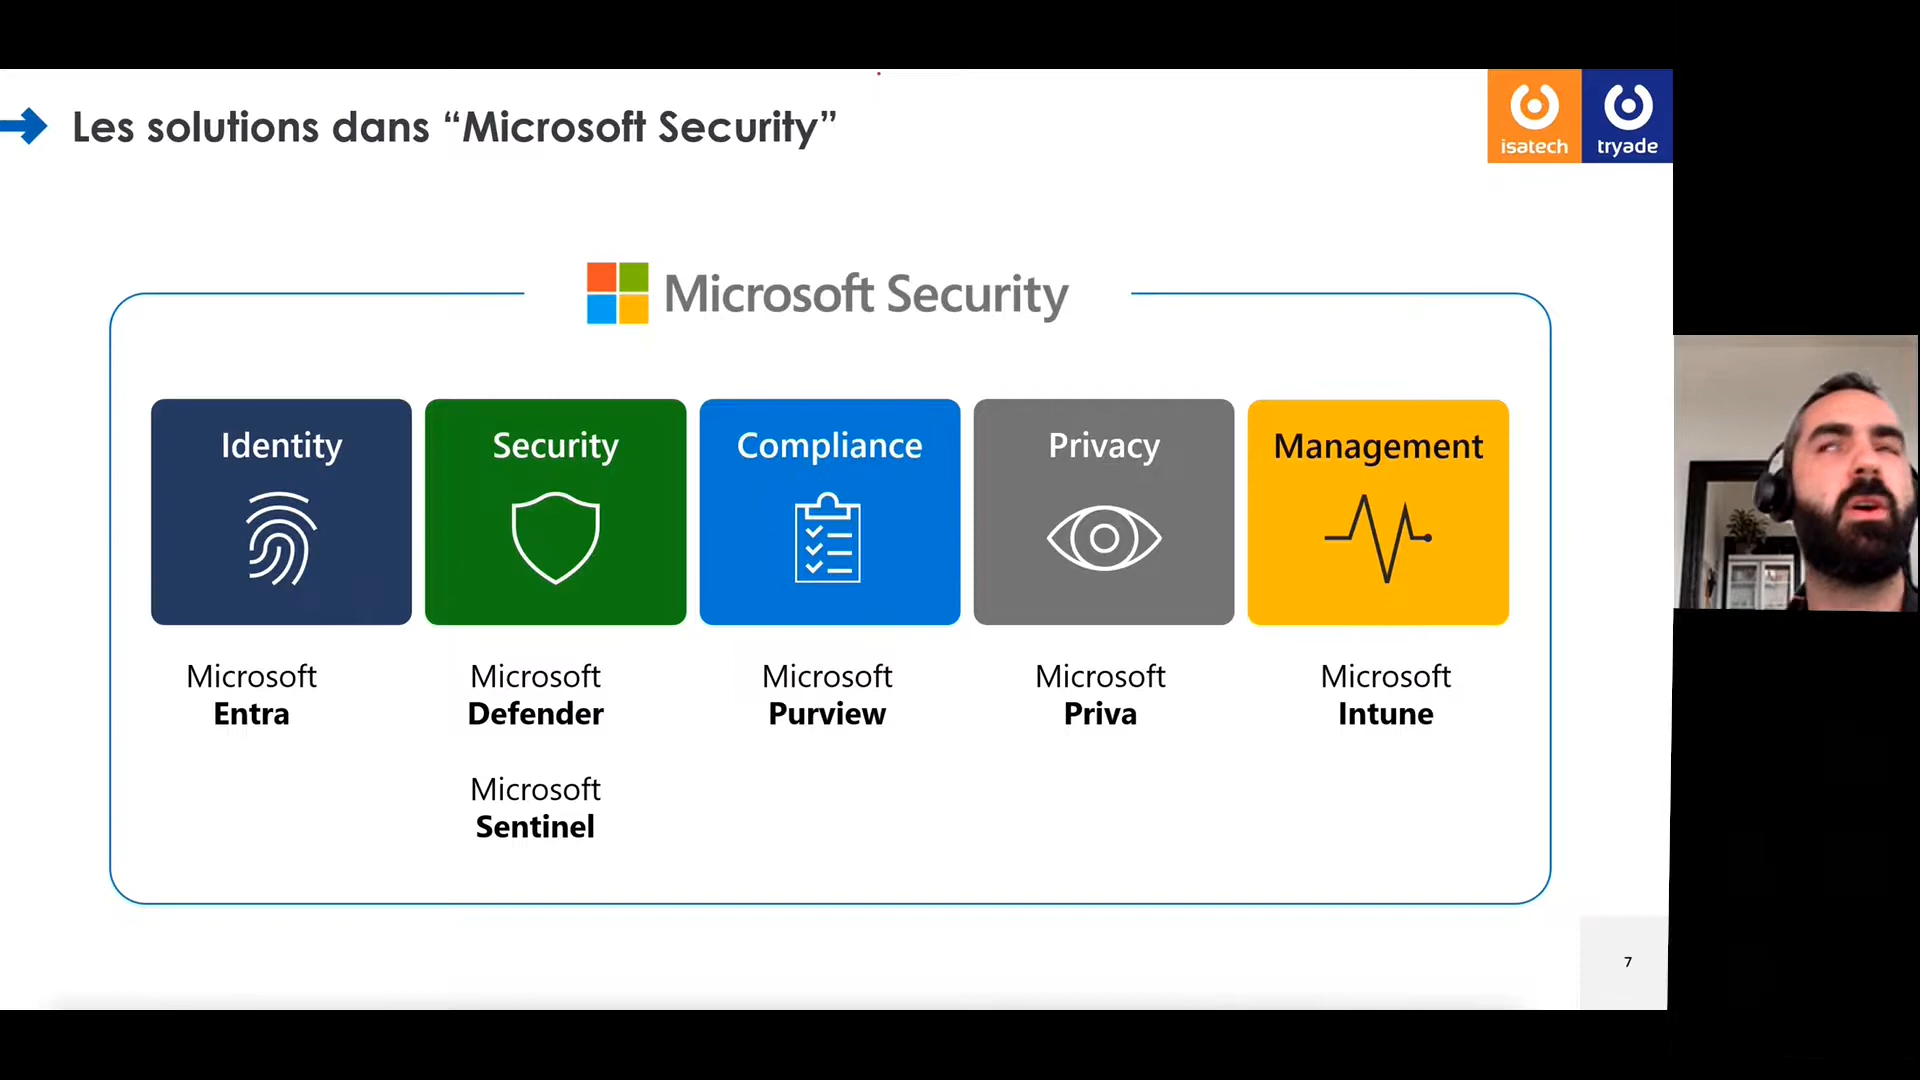 Les solutions dans “Microsoft Security”
isatech
tryade
Microsoft Security
Identity
Security
Compliance
Privacy
Management
Microsoft
Entra
Microsoft
Defender
Microsoft
Purview
Microsoft
Priva
Microsoft
Intune
Microsoft
Sentinel
7